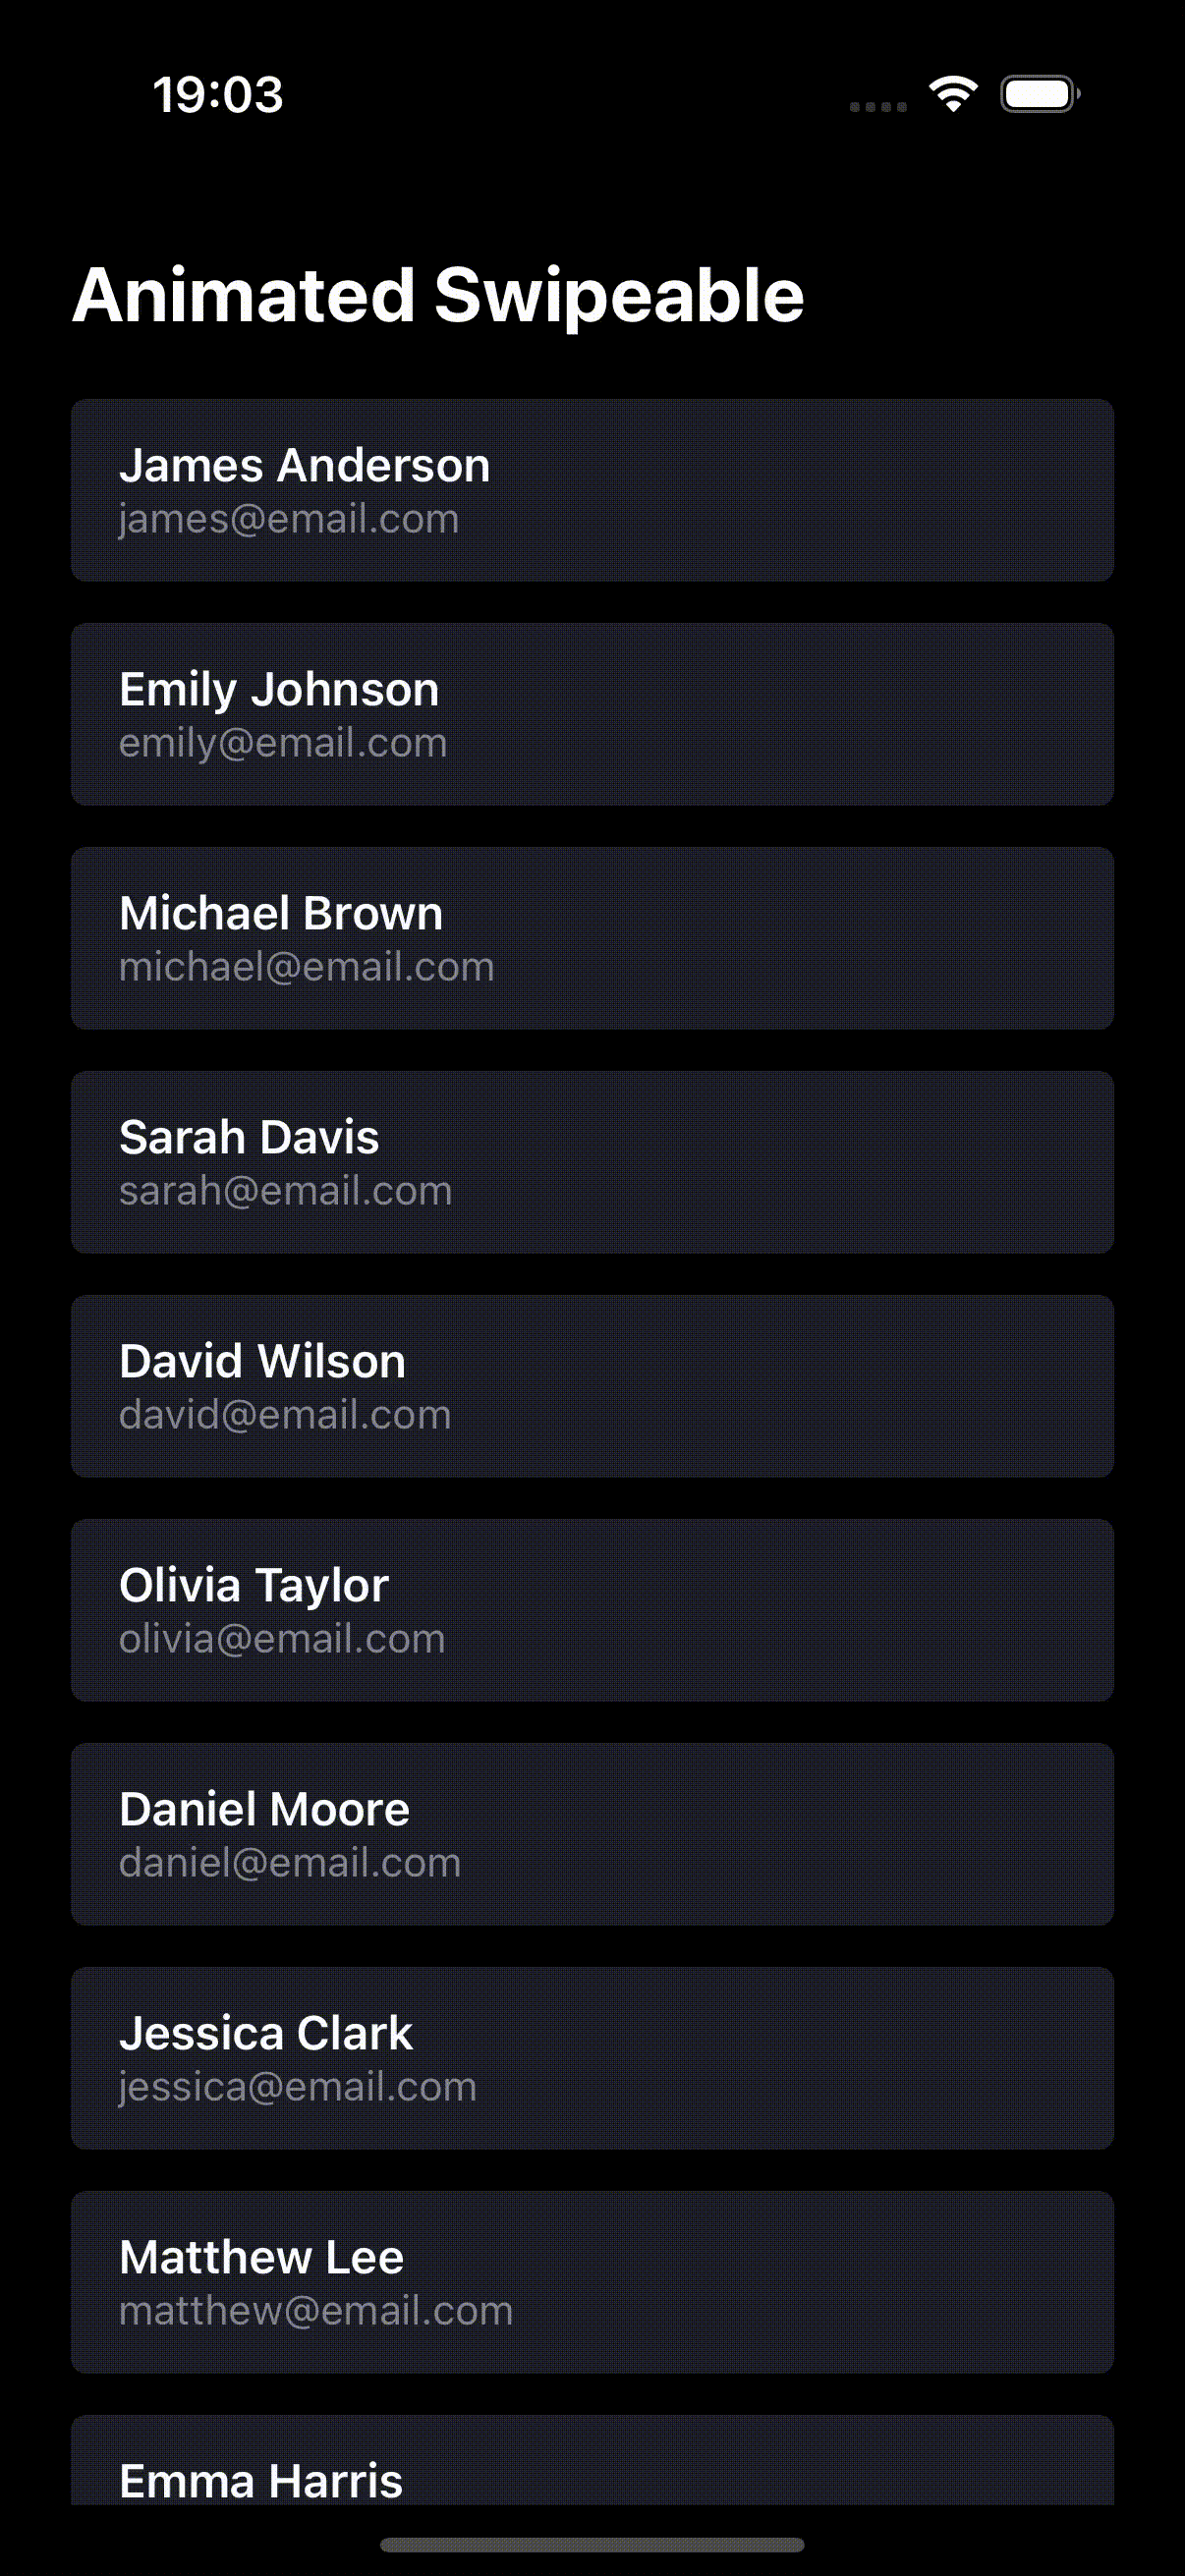 19:03
Animated Swipeable
James Anderson
james@email.com
Emily Johnson
emily@email.com
Michael Brown
michael@email.com
Sarah Davis
sarah@email.com
David Wilson
david@email.com
Olivia Taylor
olivia@email.com
Daniel Moore
daniel@email.com
Jessica Clark
jessica@email.com
Matthew Lee
matthew@email.com
Emma Harris